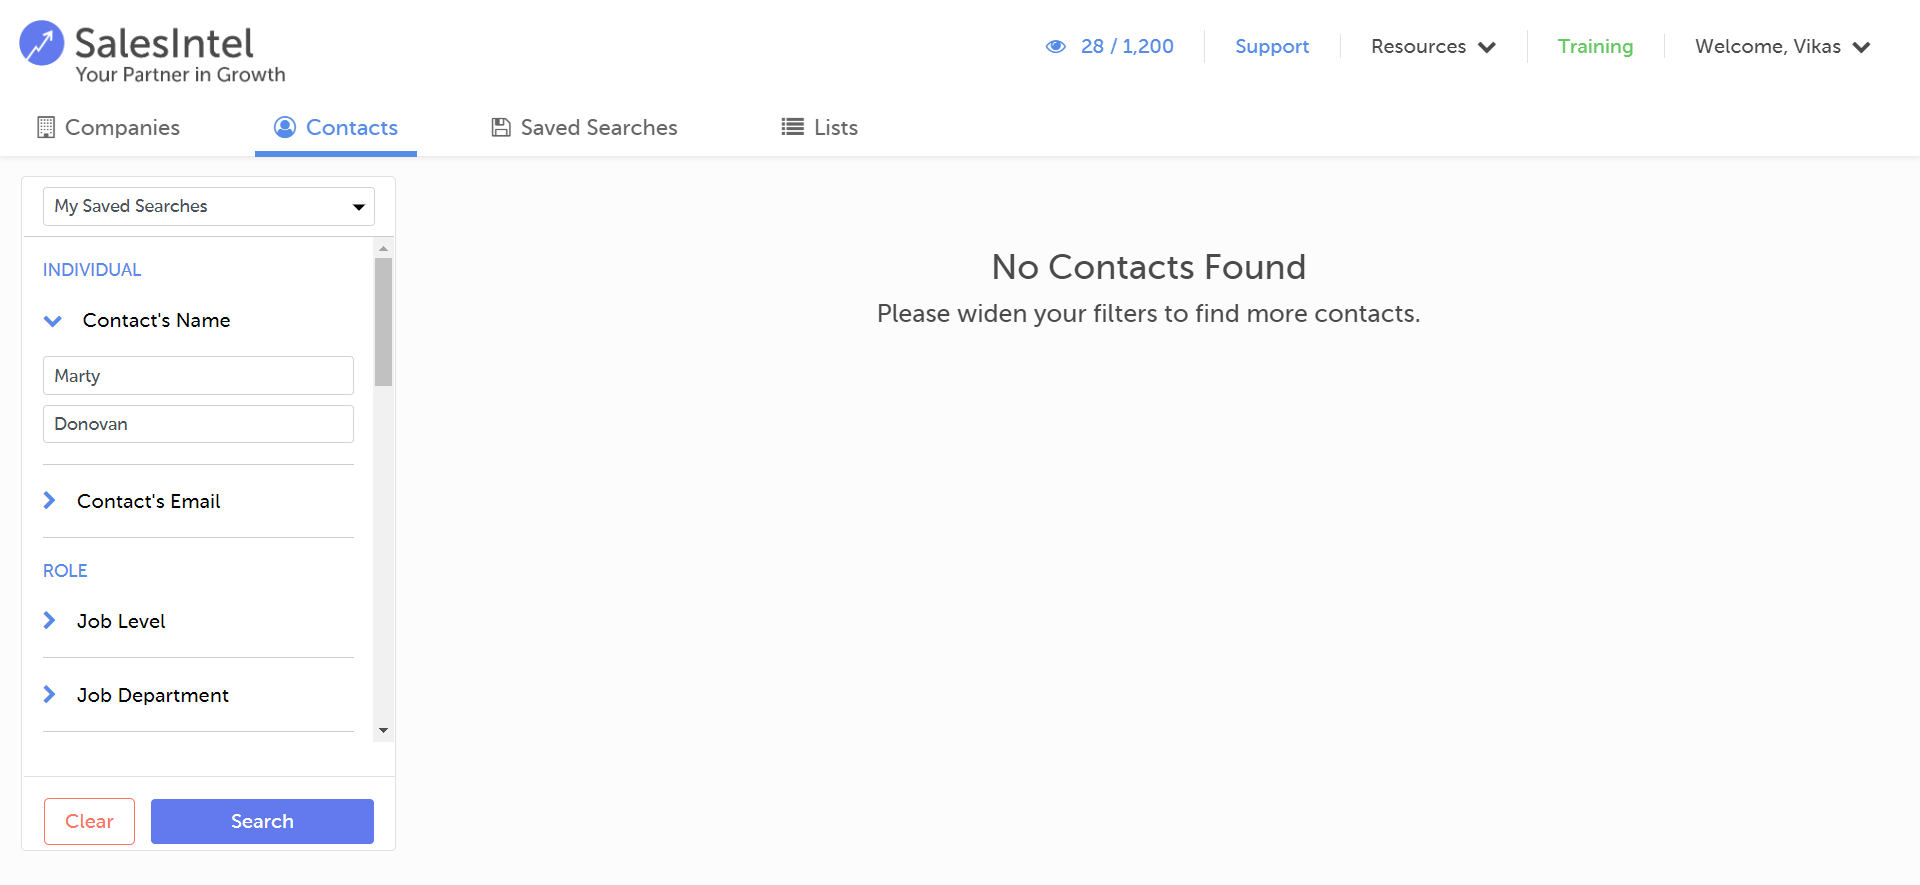 SalesIntel
Your Partner in Growth
28 / 1,200
Support
Resources
Training
Welcome, Vikas
Companies
Contacts
Saved Searches
Lists
My Saved Searches
INDIVIDUAL
Contact's Name
Marty
Donovan
Contact's Email
ROLE
Job Level
Job Department
Clear
Search
No Contacts Found
Please widen your filters to find more contacts.